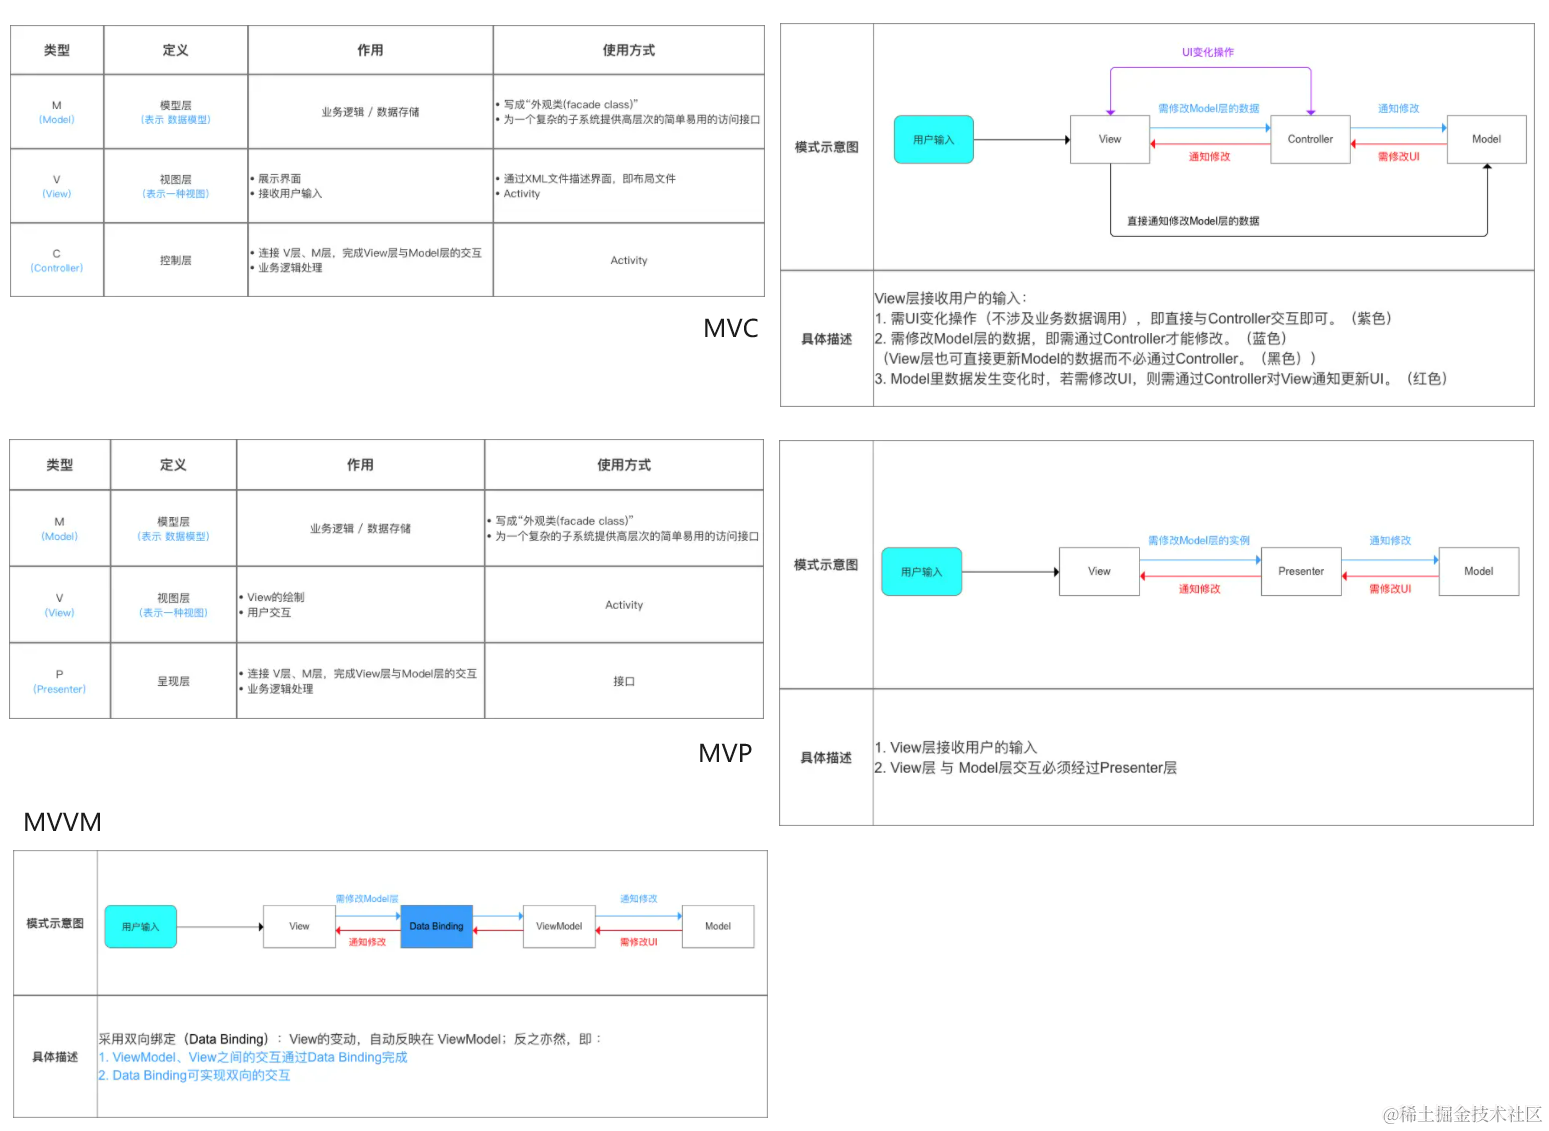 类型
定义
作用
使用方式
M
(Model)
模型层
(表示 数据模型)
业务逻辑 / 数据存储
• 写成“外观类(facade class)”
• 为一个复杂的子系统提供高层次的简单易用的访问接口
V
(View)
视图层
(表示一种视图)
• 展示界面
• 接收用户输入
• 通过XML文件描述界面，即布局文件
• Activity
C
(Controller)
控制层
• 连接 V层、M层，完成View层与Model层的交互
• 业务逻辑处理
Activity
MVC
模式示意图
UI变化操作
用户输入
View
需修改Model层的数据
通知修改
Controller
通知修改
需修改UI
Model
直接通知修改Model层的数据
具体描述
View层接收用户的输入：
1. 需UI变化操作（不涉及业务数据调用），即直接与Controller交互即可。（紫色）
2. 需修改Model层的数据，即需通过Controller才能修改。（蓝色）
（View层也可直接更新Model的数据而不必通过Controller。（黑色））
3. Model里数据发生变化时，若需修改UI，则需通过Controller对View通知更新UI。（红色）
类型
定义
作用
使用方式
M
(Model)
模型层
(表示 数据模型)
业务逻辑 / 数据存储
• 写成“外观类(facade class)”
• 为一个复杂的子系统提供高层次的简单易用的访问接口
V
(View)
视图层
(表示一种视图)
• View的绘制
• 用户交互
Activity
P
(Presenter)
呈现层
• 连接 V层、M层，完成View层与Model层的交互
• 业务逻辑处理
接口
MVP
模式示意图
用户输入
View
需修改Model层的实例
通知修改
Presenter
通知修改
需修改UI
Model
具体描述
1. View层接收用户的输入
2. View层 与 Model层交互必须经过Presenter层
MVVM
模式示意图
用户输入
View
需修改Model层
通知修改
Data Binding
ViewModel
通知修改
需修改UI
Model
具体描述
采用双向绑定（Data Binding）：View的变动，自动反映在 ViewModel；反之亦然，即：
1. ViewModel、View之间的交互通过Data Binding完成
2. Data Binding可实现双向的交互
@稀土掘金技术社区